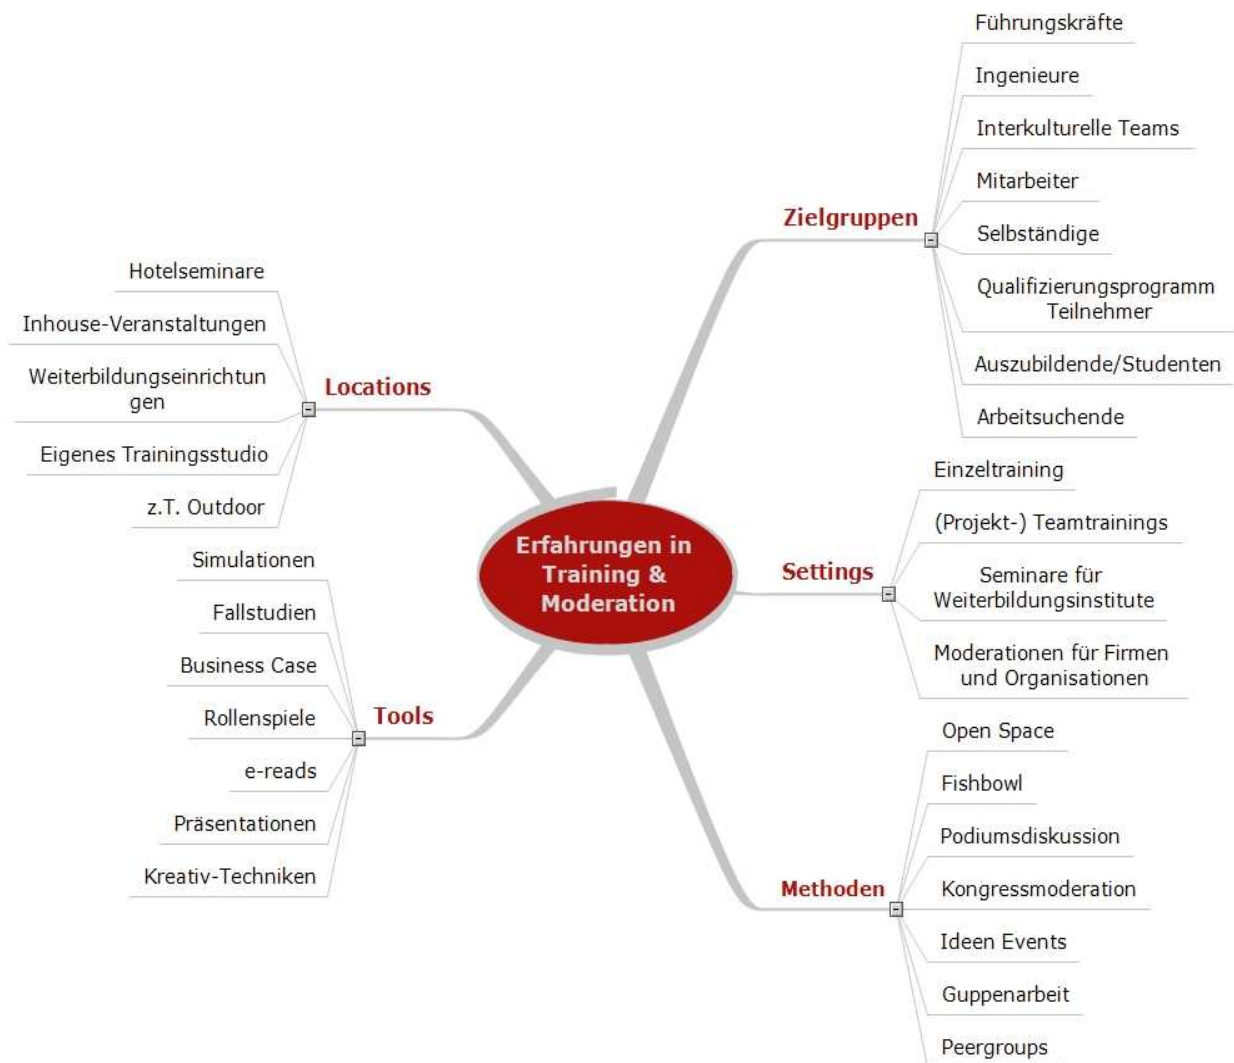 Erfahrungen in
Training &
Moderation
Zielgruppen
Führungskräfte
Ingenieure
Interkulturelle Teams
Mitarbeiter
Selbständige
Qualifizierungsprogramm
Teilnehmer
Auszubildende/Studenten
Arbeitsuchende
Settings
Einzeltraining
(Projekt-) Teamtrainings
Seminare für
Weiterbildungsinstitute
Moderationen für Firmen
und Organisationen
Methoden
Open Space
Fishbowl
Podiumsdiskussion
Kongressmoderation
Ideen Events
Guppenarbeit
Peergroups
Locations
Hotelseminare
Inhouse-Veranstaltungen
Weiterbildungseinrichtun
gen
Eigenes Trainingsstudio
z.T. Outdoor
Tools
Simulationen
Fallstudien
Business Case
Rollenspiele
e-reads
Präsentationen
Kreativ-Techniken